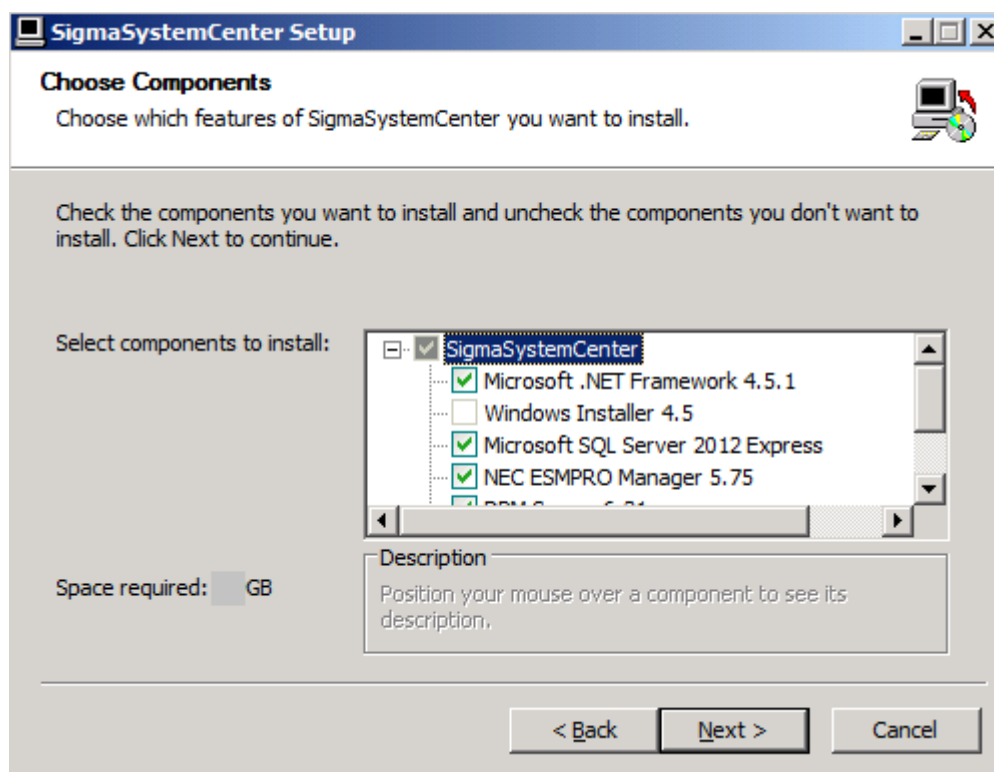 SigmaSystemCenter Setup
Choose Components
Choose which features of SigmaSystemCenter you want to install.
Check the components you want to install and uncheck the components you don't want to
install. Click Next to continue.
Select components to install:
SigmaSystemCenter
Microsoft .NET Framework 4.5.1
Windows Installer 4.5
Microsoft SQL Server 2012 Express
NEC ESMPRO Manager 5.75
Description
Space required: GB
Position your mouse over a component to see its
description.
< Back
Next >
Cancel